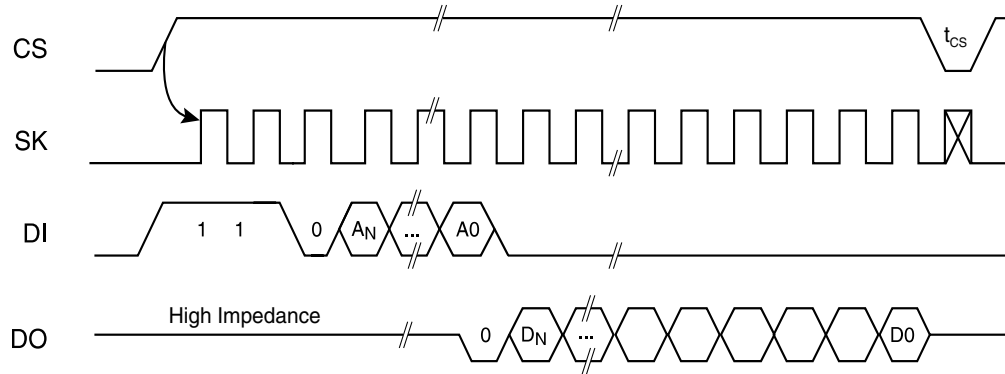 CS
t_CS
SK
DI
1 1 0 A_N ... A0
DO
High Impedance
0 D_N ... D0